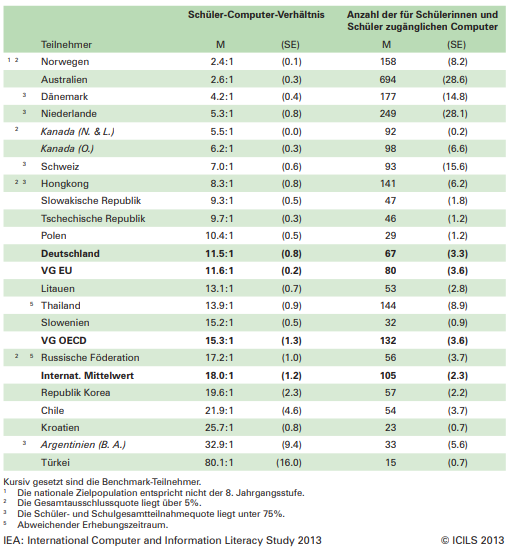 Schüler-Computer-Verhältnis Anzahl der für Schülerinnen und
Schüler zugänglichen Computer
Teilnehmer M (SE) M (SE)
1 2 Norwegen 2.4:1 (0.1) 158 (8.2)
Australien 2.6:1 (0.3) 694 (28.6)
3 Dänemark 4.2:1 (0.4) 177 (14.8)
3 Niederlande 5.3:1 (0.8) 249 (28.1)
2 Kanada (N. & L.) 5.5:1 (0.0) 92 (0.2)
Kanada (O.) 6.2:1 (0.3) 98 (6.6)
3 Schweiz 7.0:1 (0.6) 93 (15.6)
2 3 Hongkong 8.3:1 (0.8) 141 (6.2)
Slowakische Republik 9.3:1 (0.5) 47 (1.8)
Tschechische Republik 9.7:1 (0.3) 46 (1.2)
Polen 10.4:1 (0.5) 29 (1.2)
Deutschland 11.5:1 (0.8) 67 (3.3)
VG EU 11.6:1 (0.2) 80 (3.6)
Litauen 13.1:1 (0.7) 53 (2.8)
5 Thailand 13.9:1 (0.9) 144 (8.9)
Slowenien 15.2:1 (0.5) 32 (0.9)
VG OECD 15.3:1 (1.3) 132 (3.6)
2 5 Russische Föderation 17.2:1 (1.0) 56 (3.7)
Internat. Mittelwert 18.0:1 (1.2) 105 (2.3)
Republik Korea 19.6:1 (2.3) 57 (2.2)
Chile 21.9:1 (4.6) 54 (3.7)
Kroatien 25.7:1 (0.8) 23 (0.7)
3 Argentinien (B. A.) 32.9:1 (9.4) 33 (5.6)
Türkei 80.1:1 (16.0) 15 (0.7)
Kursiv gesetzt sind die Benchmark-Teilnehmer.
1 Die nationale Zielpopulation entspricht nicht der 8. Jahrgangsstufe.
2 Die Gesamtausschlussquote liegt über 5%.
3 Die Schüler- und Schulgesamtteilnahmequote liegt unter 75%.
5 Abweichender Erhebungszeitraum.
IEA: International Computer and Information Literacy Study 2013 © ICILS 2013